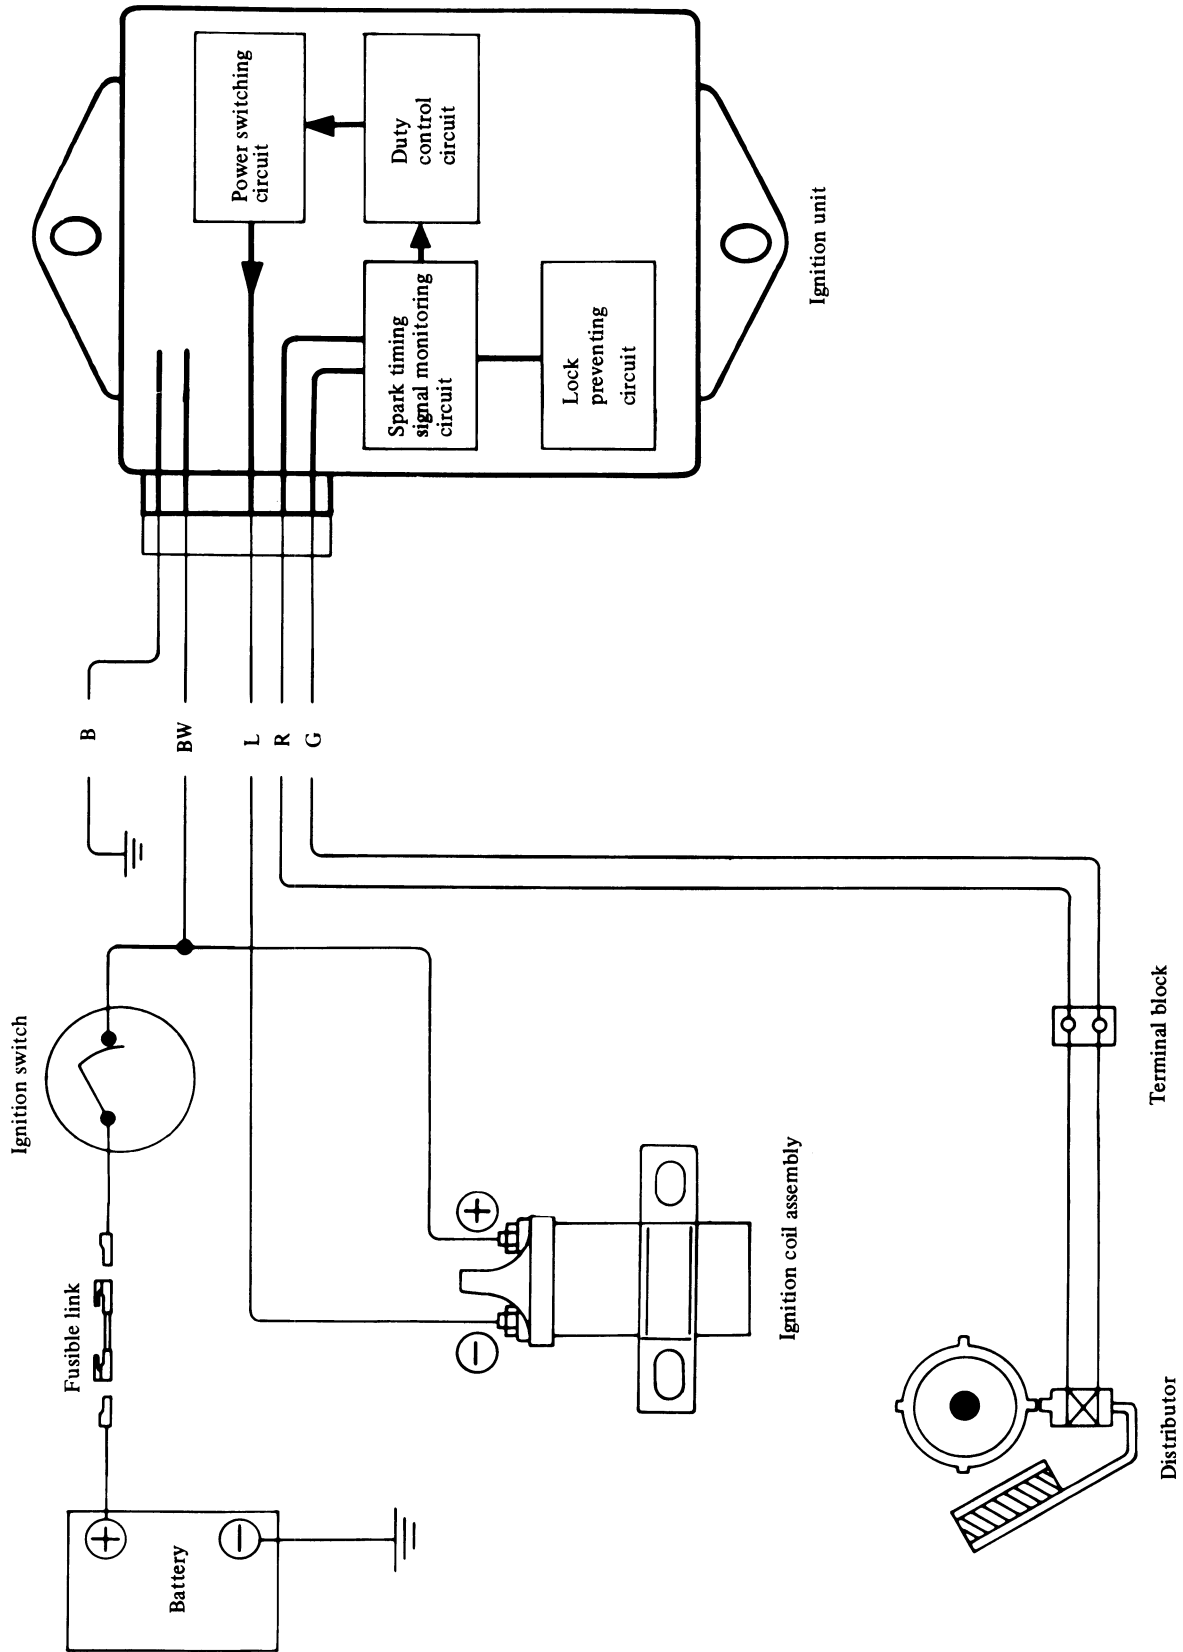 Battery
Fusible link
Ignition switch
B
BW
L
R
G
Power switching
circuit
Duty
control
circuit
Spark timing
signal monitoring
circuit
Lock
preventing
circuit
Ignition unit
Ignition coil assembly
Distributor
Terminal block